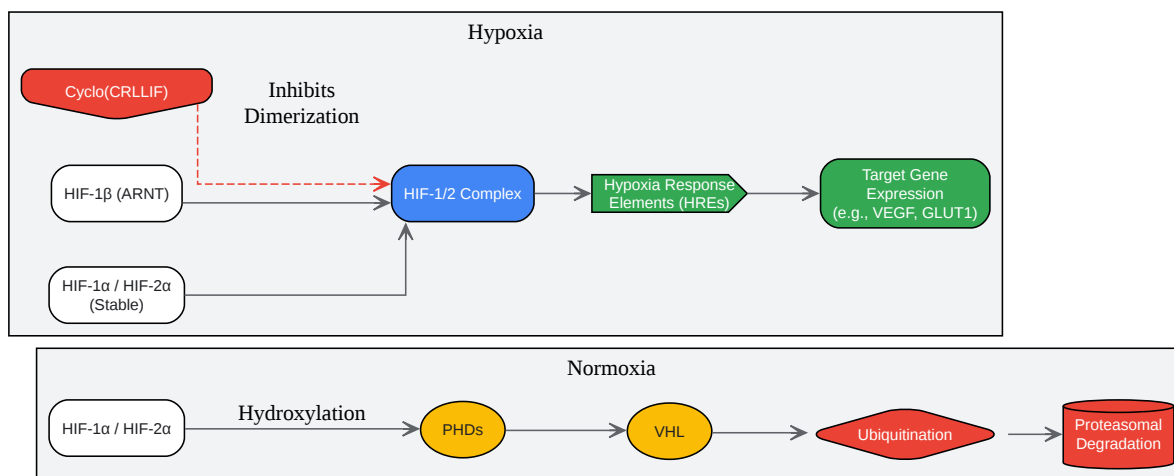 Hypoxia
Cyclo(CRLLIF)
Inhibits
Dimerization
HIF-1β (ARNT)
HIF-1/2 Complex
Hypoxia Response
Elements (HREs)
Target Gene
Expression
(e.g., VEGF, GLUT1)
HIF-1α / HIF-2α
(Stable)
Normoxia
HIF-1α / HIF-2α
Hydroxylation
PHDs
VHL
Ubiquitination
Proteasomal
Degradation